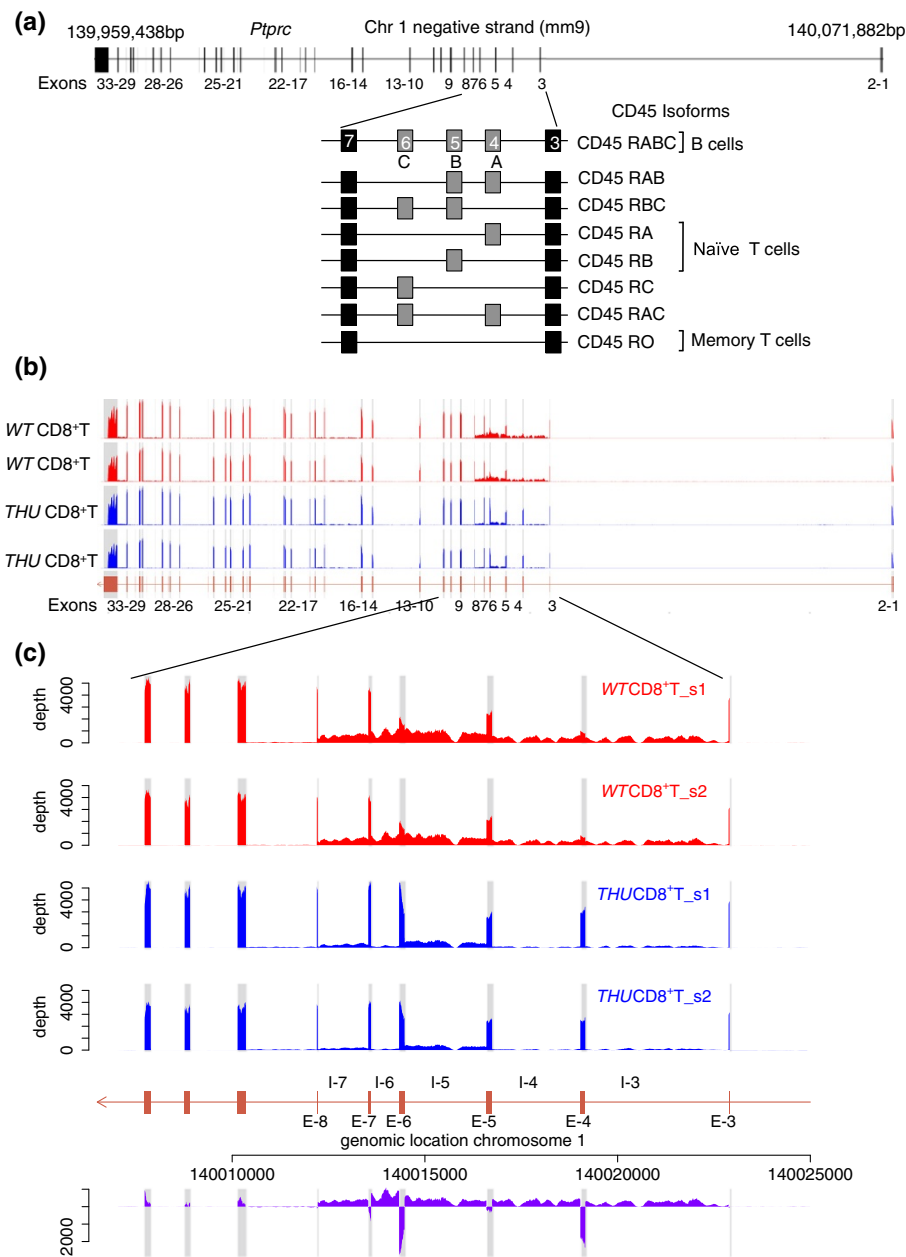 (a)
139,959,438bp Ptprc Chr 1 negative strand (mm9) 140,071,882bp
Exons 33-29 28-26 25-21 22-17 16-14 13-10 9 876 5 4 3 2-1
CD45 Isoforms
7 6 5 4 3 CD45 RABC B cells
C B A
CD45 RAB
CD45 RBC
CD45 RA
Naïve T cells
CD45 RB
CD45 RC
CD45 RAC
CD45 RO Memory T cells
(b)
WT CD8+T
WT CD8+T
THU CD8+T
THU CD8+T
Exons 33-29 28-26 25-21 22-17 16-14 13-10 9 876 5 4 3 2-1
(c)
depth 4000 0 WTCD8+T_s1
depth 4000 0 WTCD8+T_s2
depth 4000 0 THUCD8+T_s1
depth 4000 0 THUCD8+T_s2
I-7 I-6 I-5 I-4 I-3
E-8 E-7 E-6 E-5 E-4 E-3
genomic location chromosome 1
140010000 140015000 140020000 140025000
2000